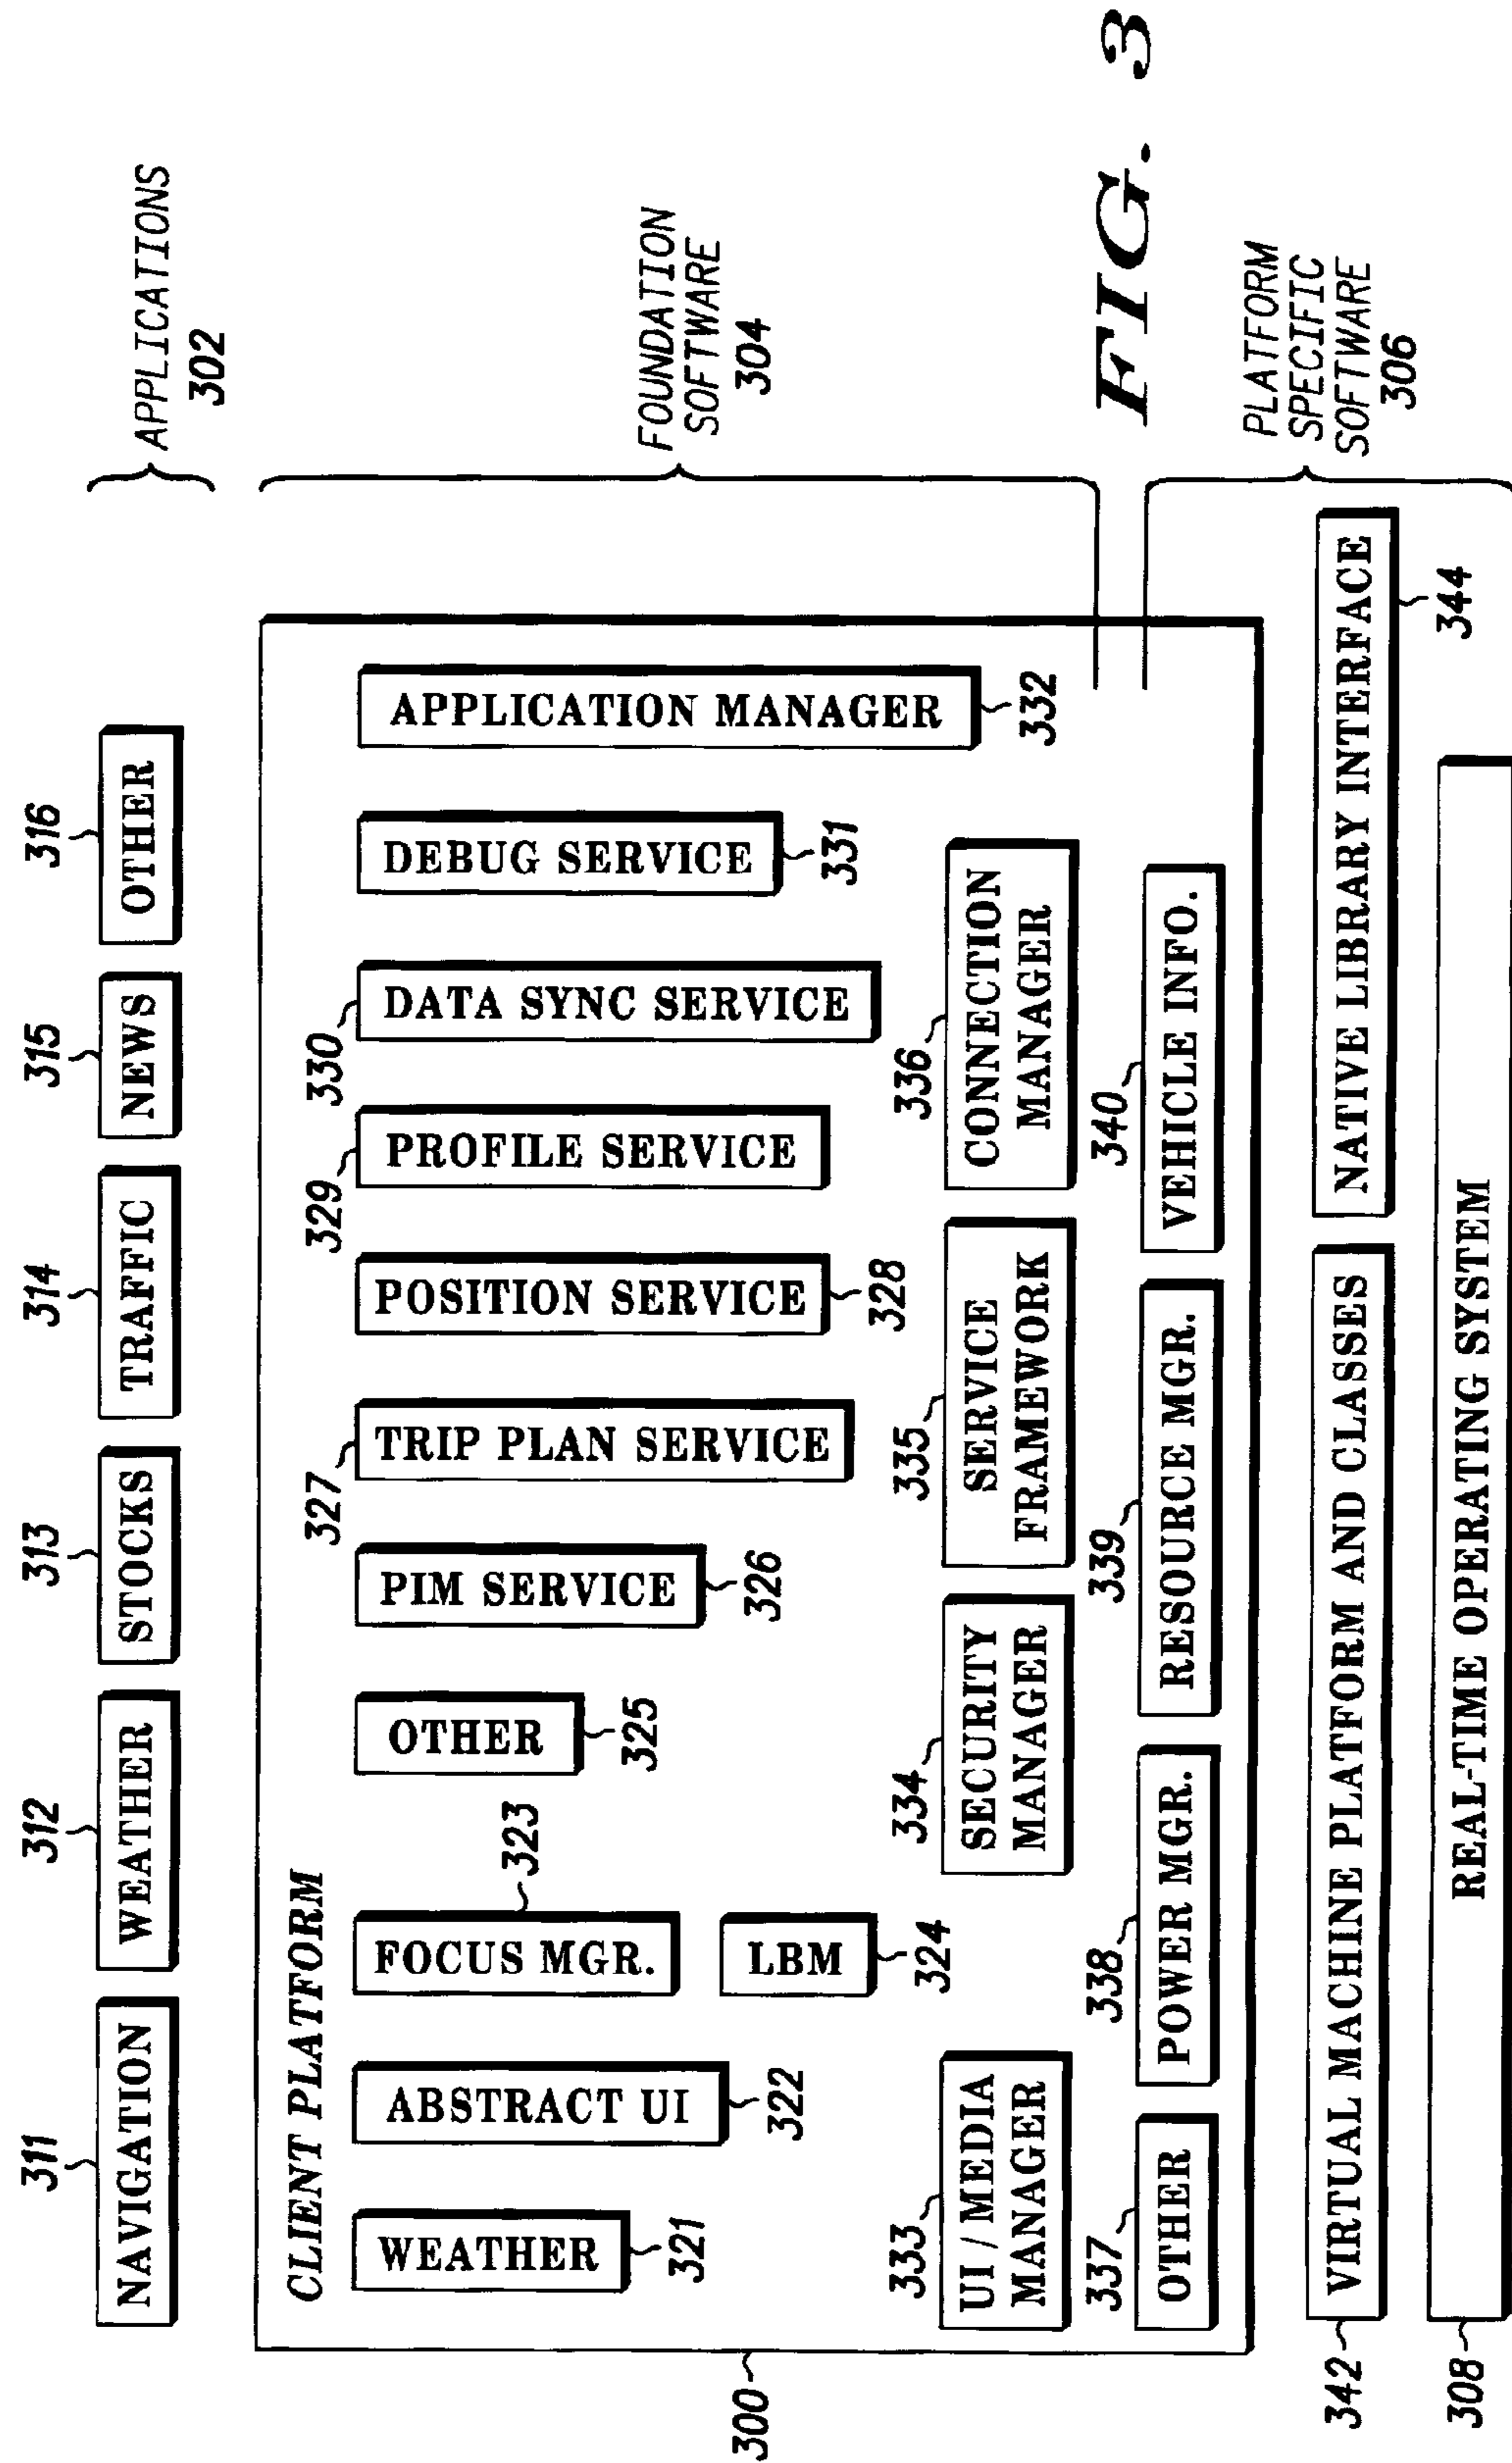 311
312
313
314
315
316
NAVIGATION
WEATHER
STOCKS
TRAFFIC
NEWS
OTHER
APPLICATIONS
302
CLIENT PLATFORM
300
WEATHER
321
ABSTRACT UI
322
FOCUS MGR.
323
LBM
324
OTHER
325
PIM SERVICE
326
TRIP PLAN SERVICE
327
POSITION SERVICE
328
PROFILE SERVICE
329
DATA SYNC SERVICE
330
DEBUG SERVICE
331
APPLICATION MANAGER
332
FOUNDATION
SOFTWARE
304
333
UI / MEDIA
MANAGER
334
SECURITY
MANAGER
335
SERVICE
FRAMEWORK
336
CONNECTION
MANAGER
337
OTHER
338
POWER MGR.
339
RESOURCE MGR.
340
VEHICLE INFO.
FIG. 3
PLATFORM
SPECIFIC
SOFTWARE
306
342
VIRTUAL MACHINE PLATFORM AND CLASSES
NATIVE LIBRARY INTERFACE
344
308
REAL-TIME OPERATING SYSTEM